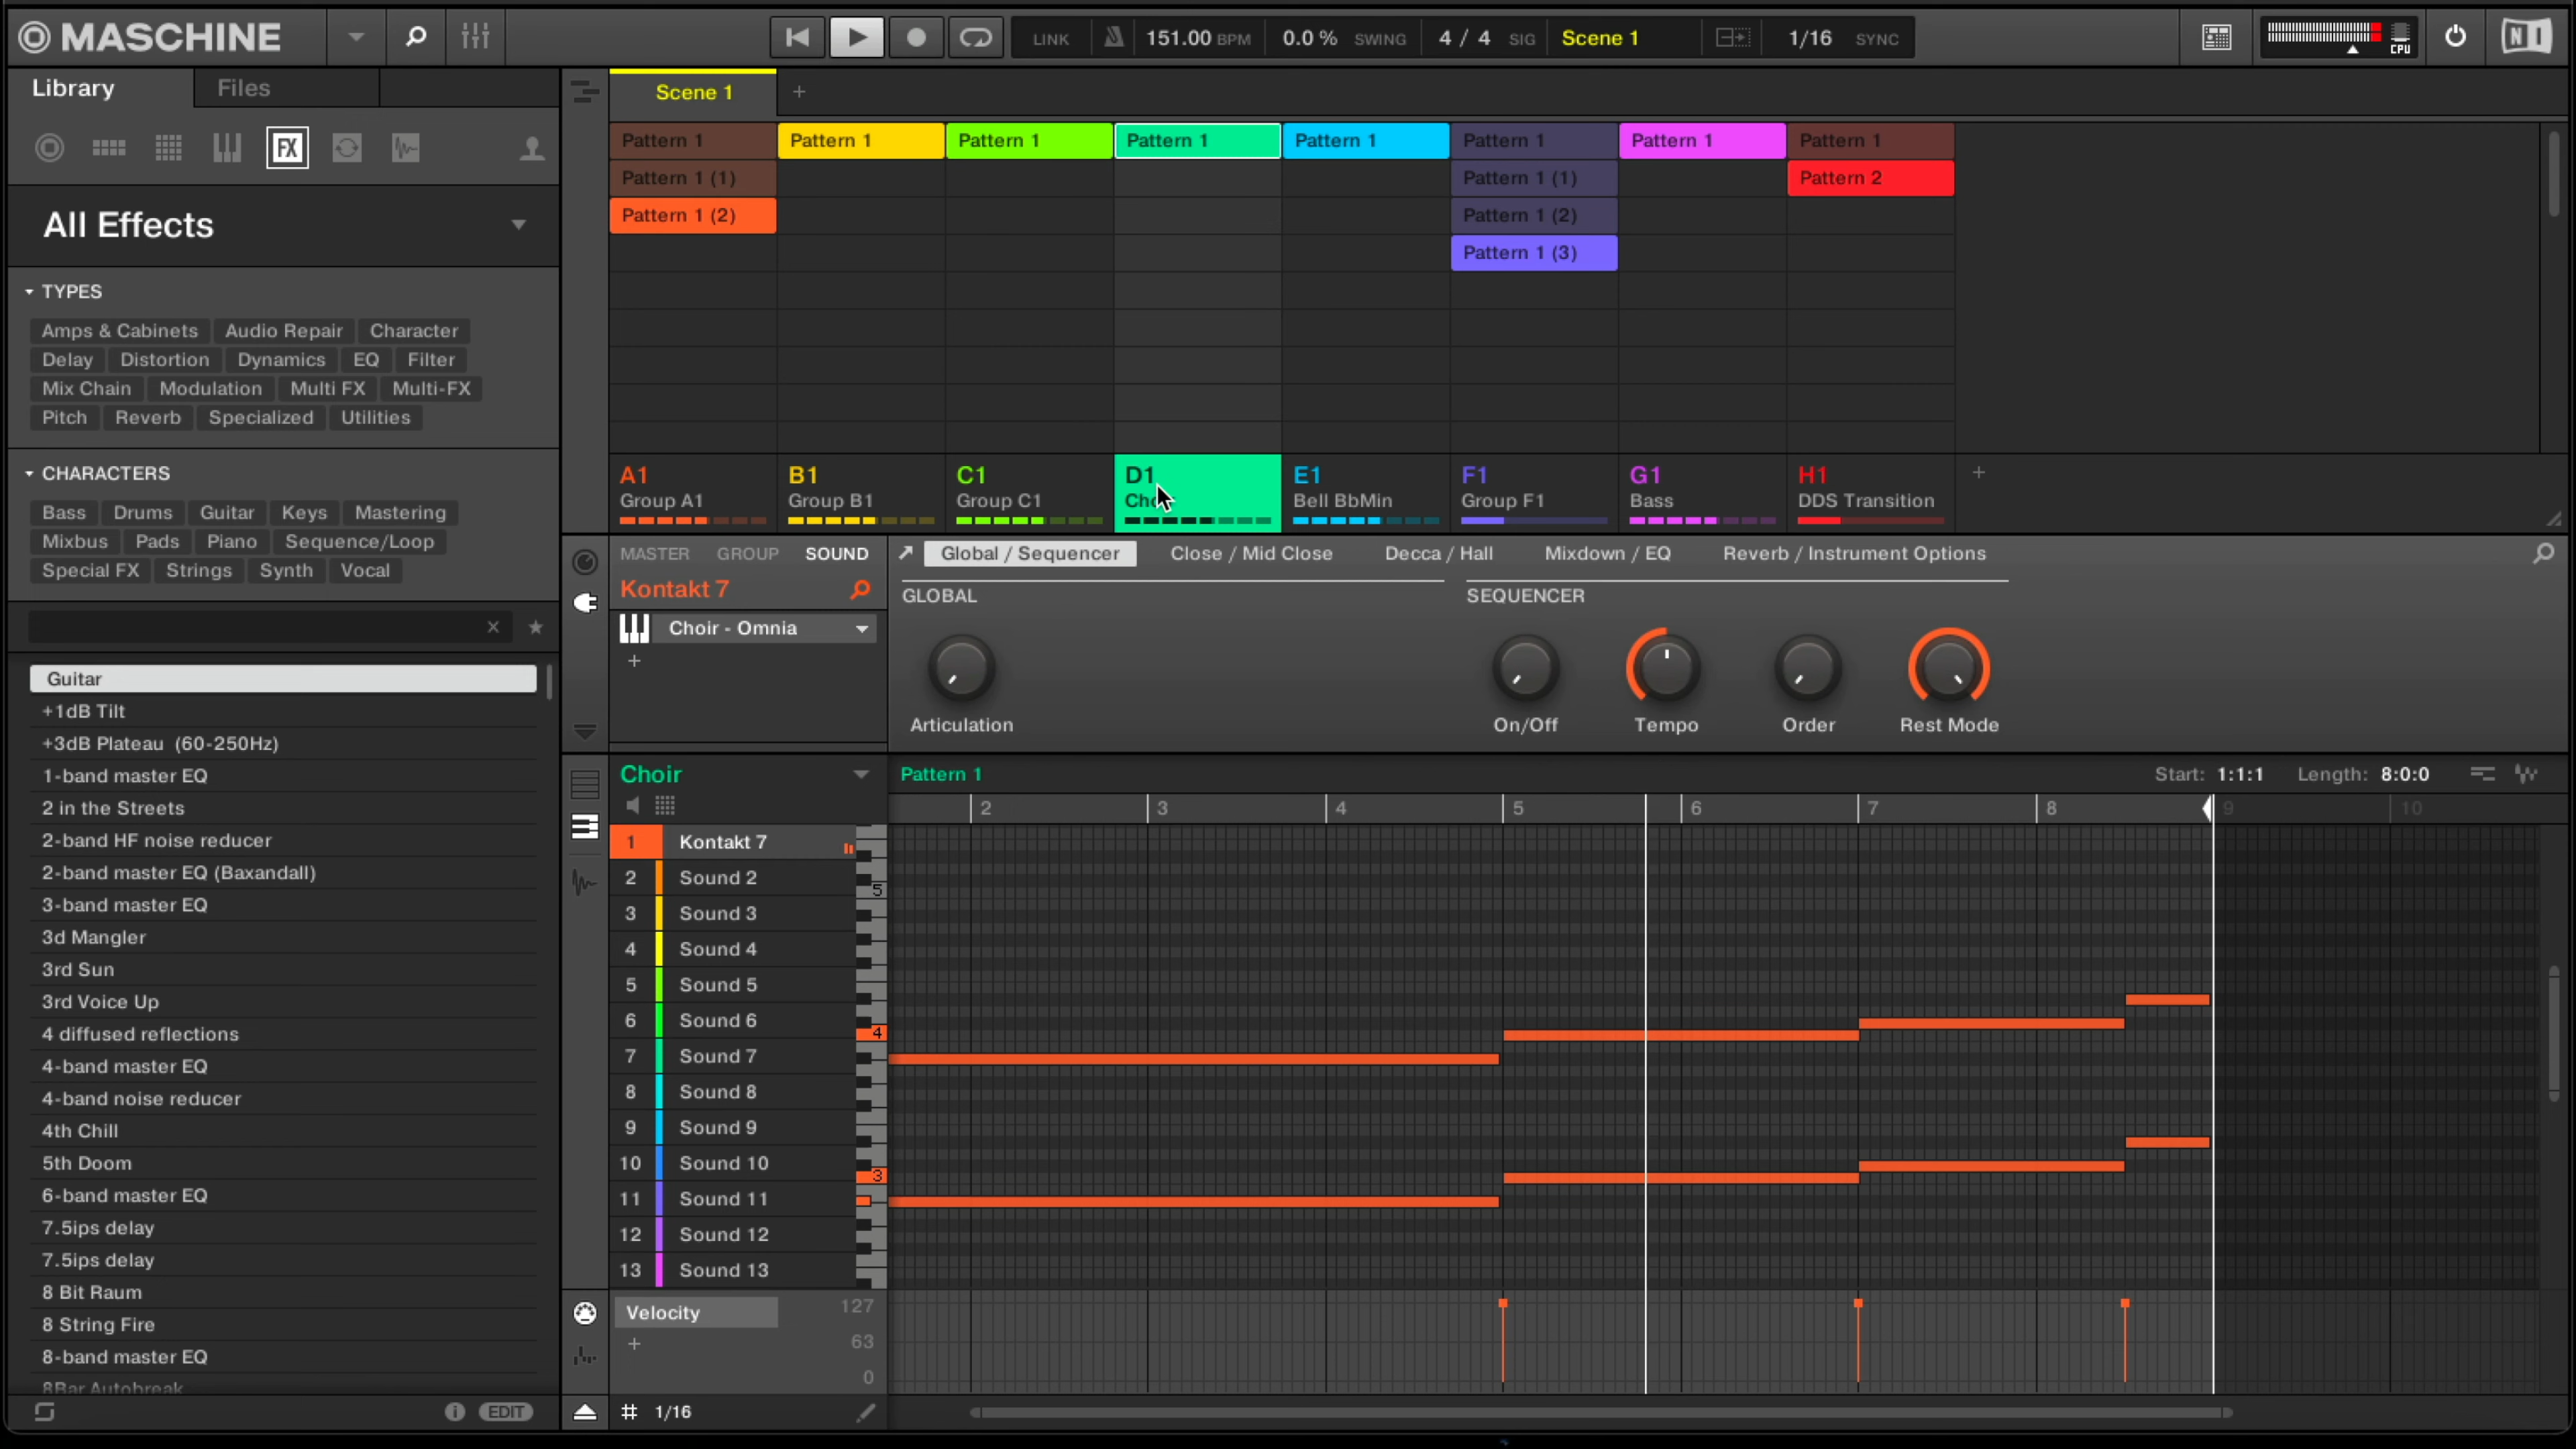 MASCHINE
LINK 151.00 BPM 0.0 % SWING 4 / 4 SIG Scene 1 1/16 SYNC
CPU
NI
Library Files
FX
All Effects
TYPES
Amps & Cabinets Audio Repair Character
Delay Distortion Dynamics EQ Filter
Mix Chain Modulation Multi FX Multi-FX
Pitch Reverb Specialized Utilities
CHARACTERS
Bass Drums Guitar Keys Mastering
Mixbus Pads Piano Sequence/Loop
Special FX Strings Synth Vocal
Guitar
+1dB Tilt
+3dB Plateau (60-250Hz)
1-band master EQ
2 in the Streets
2-band HF noise reducer
2-band master EQ (Baxandall)
3-band master EQ
3d Mangler
3rd Sun
3rd Voice Up
4 diffused reflections
4-band master EQ
4-band noise reducer
4th Chill
5th Doom
6-band master EQ
7.5ips delay
7.5ips delay
8 Bit Raum
8 String Fire
8-band master EQ
8Bar Autobreak
EDIT
Scene 1 +
Pattern 1 Pattern 1 Pattern 1 Pattern 1 Pattern 1 Pattern 1 Pattern 1 Pattern 1
Pattern 1 (1) Pattern 1 (1) Pattern 2
Pattern 1 (2) Pattern 1 (2)
Pattern 1 (3)
A1 B1 C1 D1 E1 F1 G1 H1 +
Group A1 Group B1 Group C1 Bell BbMin Group F1 Bass DDS Transition
MASTER GROUP SOUND
Kontakt 7
Choir - Omnia
+
Global / Sequencer Close / Mid Close Decca / Hall Mixdown / EQ Reverb / Instrument Options
GLOBAL SEQUENCER
Articulation On/Off Tempo Order Rest Mode
Choir
Pattern 1 Start: 1:1:1 Length: 8:0:0
2 3 4 5 6 7 8 9 10
1 Kontakt 7
2 Sound 2
3 Sound 3
4 Sound 4
5 Sound 5
6 Sound 6
7 Sound 7
8 Sound 8
9 Sound 9
10 Sound 10
11 Sound 11
12 Sound 12
13 Sound 13
5
4
3
Velocity 127
+ 63
0
# 1/16